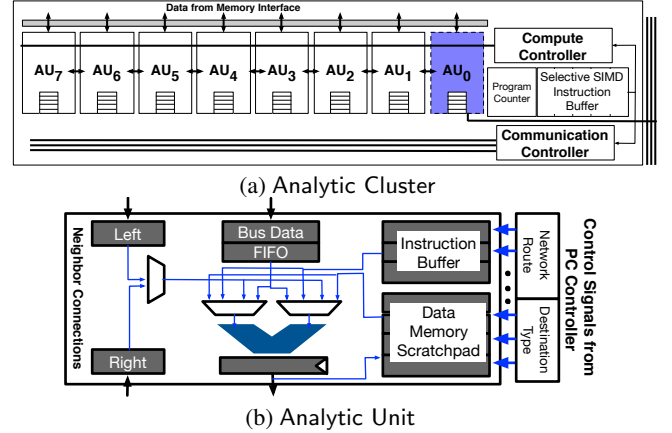 Data from Memory Interface
AU7
AU6
AU5
AU4
AU3
AU2
AU1
AU0
Compute
Controller
Program
Counter
Selective SIMD
Instruction
Buffer
Communication
Controller
(a) Analytic Cluster
Neighbor Connections
Left
Right
Bus Data
FIFO
Instruction
Buffer
Data
Memory
Scratchpad
Network
Route
Destination
Type
Control Signals from
PC Controller
(b) Analytic Unit